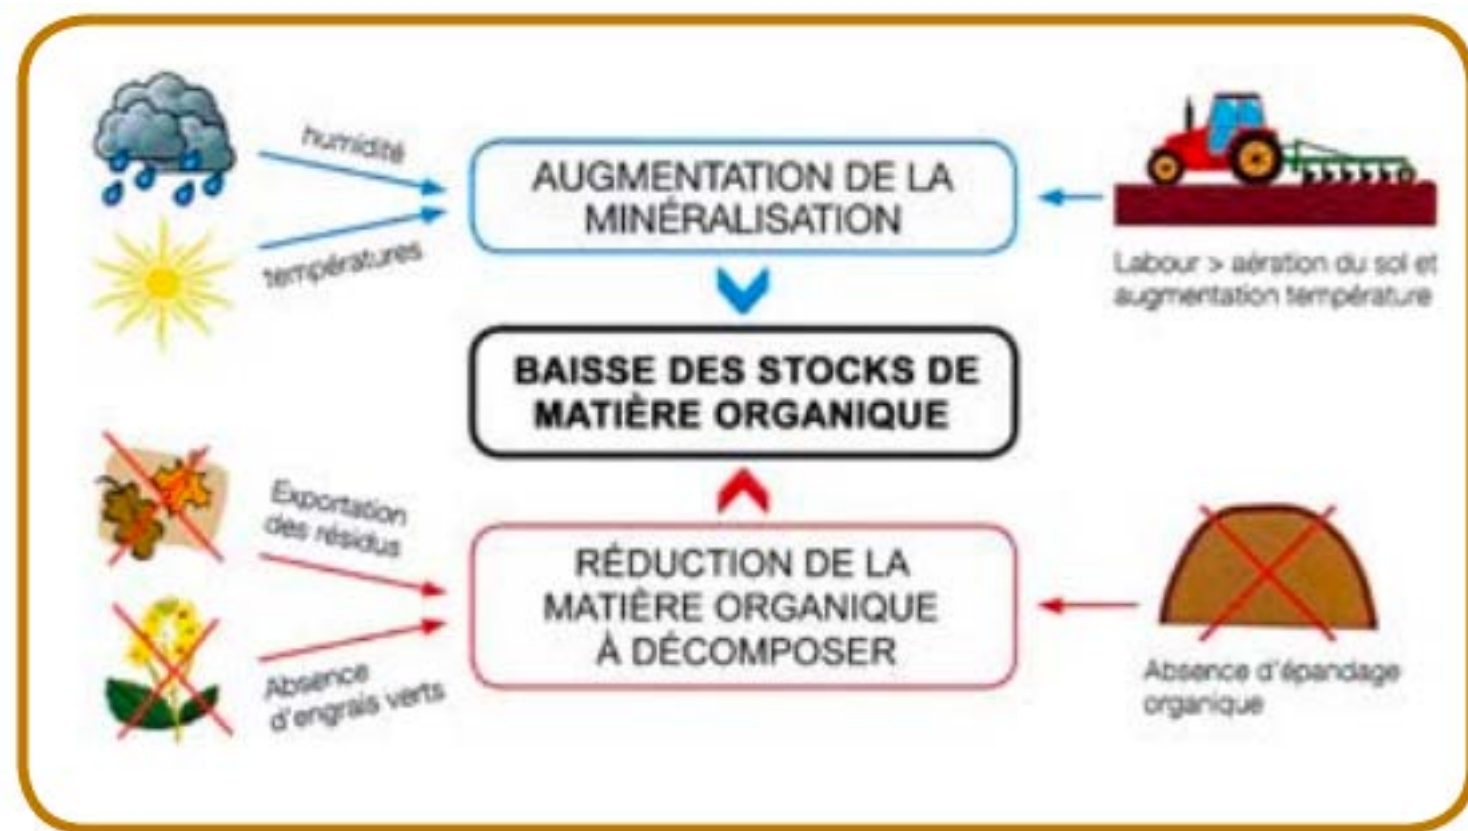 humidité
températures
AUGMENTATION DE LA
MINÉRALISATION
Labour > aération du sol et
augmentation température
BAISSE DES STOCKS DE
MATIÈRE ORGANIQUE
Exportation
des résidus
Absence
d'engrais verts
RÉDUCTION DE LA
MATIÈRE ORGANIQUE
À DÉCOMPOSER
Absence d'épandage
organique